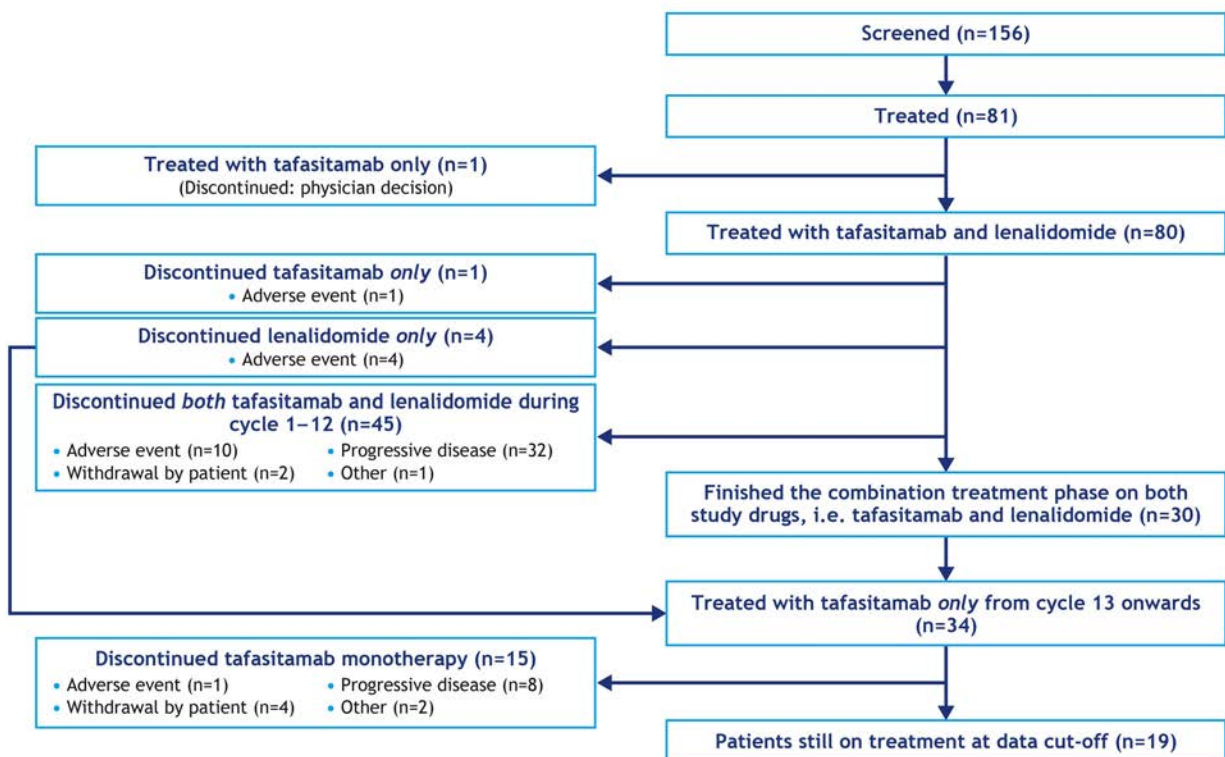 Screened (n=156)
Treated (n=81)
Treated with tafasitamab only (n=1)
(Discontinued: physician decision)
Treated with tafasitamab and lenalidomide (n=80)
Discontinued tafasitamab only (n=1)
• Adverse event (n=1)
Discontinued lenalidomide only (n=4)
• Adverse event (n=4)
Discontinued both tafasitamab and lenalidomide during
cycle 1–12 (n=45)
• Adverse event (n=10) • Progressive disease (n=32)
• Withdrawal by patient (n=2) • Other (n=1)
Finished the combination treatment phase on both
study drugs, i.e. tafasitamab and lenalidomide (n=30)
Treated with tafasitamab only from cycle 13 onwards
(n=34)
Discontinued tafasitamab monotherapy (n=15)
• Adverse event (n=1) • Progressive disease (n=8)
• Withdrawal by patient (n=4) • Other (n=2)
Patients still on treatment at data cut-off (n=19)